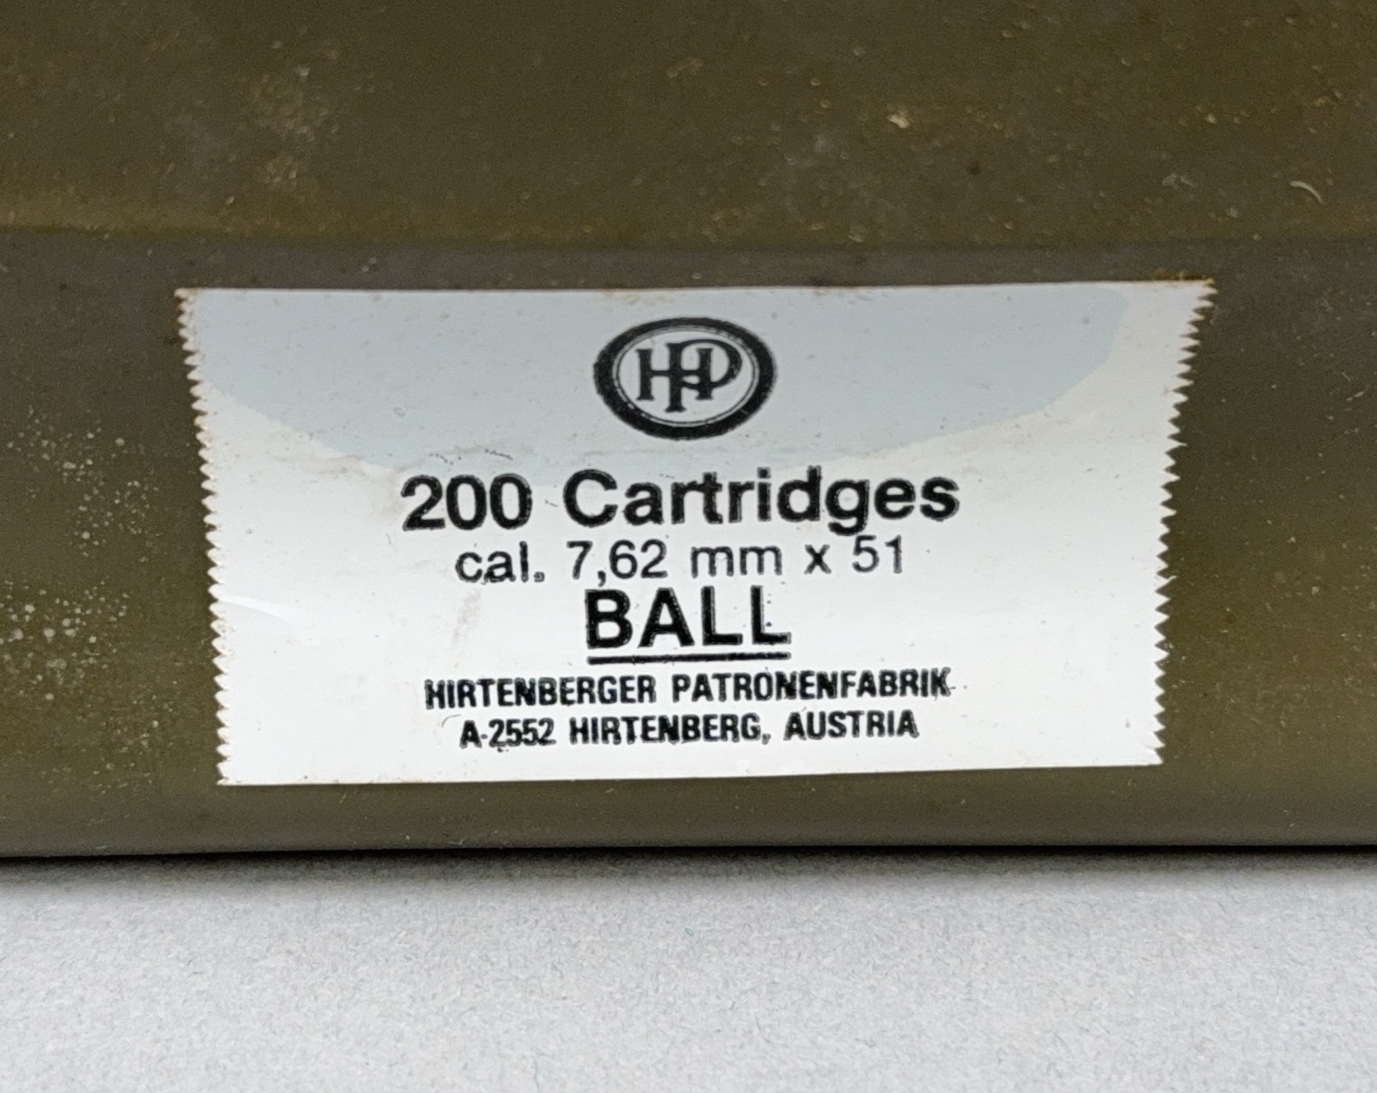 HP
200 Cartridges
cal. 7,62 mm x 51
BALL
HIRTENBERGER PATRONENFABRIK
A-2552 HIRTENBERG, AUSTRIA